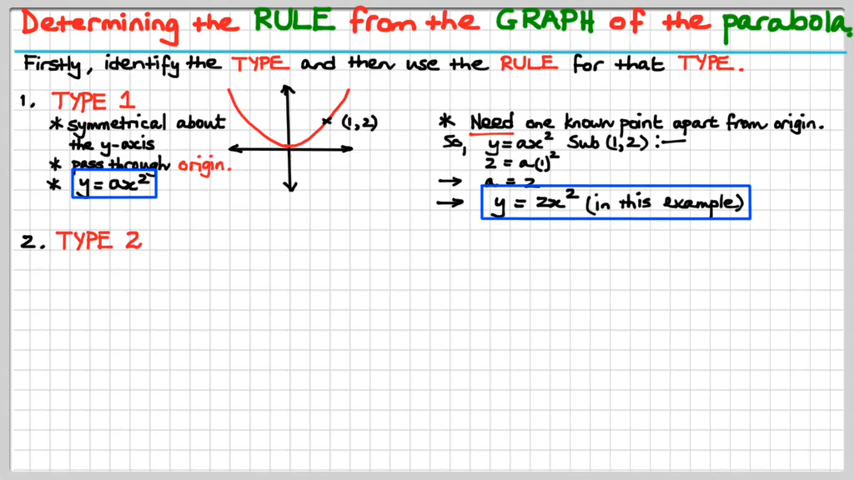 Determining the RULE from the GRAPH of the parabola.
Firstly, identify the TYPE and then use the RULE for that TYPE.
1. TYPE 1
* symmetrical about
the y-axis
* pass through origin.
* y = ax²
(1,2)
* Need one known point apart from origin.
So, y = ax² Sub (1,2) :—
2 = a(1)²
→ a = 2
→ y = 2x² (in this example)
2. TYPE 2